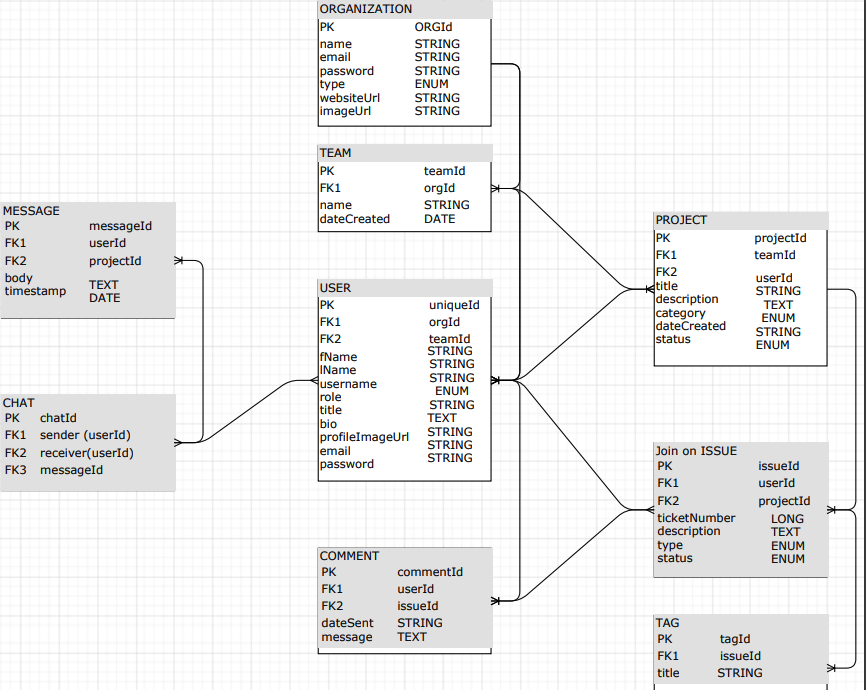 ORGANIZATION
PK ORGId
name STRING
email STRING
password STRING
type ENUM
websiteUrl STRING
imageUrl STRING
TEAM
PK teamId
FK1 orgId
name STRING
dateCreated DATE
MESSAGE
PK messageId
FK1 userId
FK2 projectId
body TEXT
timestamp DATE
PROJECT
PK projectId
FK1 teamId
FK2 userId
title STRING
description TEXT
category ENUM
dateCreated STRING
status ENUM
USER
PK uniqueId
FK1 orgId
FK2 teamId
fName STRING
lName STRING
username STRING
role ENUM
title STRING
bio TEXT
profileImageUrl STRING
email STRING
password STRING
CHAT
PK chatId
FK1 sender (userId)
FK2 receiver(userId)
FK3 messageId
Join on ISSUE
PK issueId
FK1 userId
FK2 projectId
ticketNumber LONG
description TEXT
type ENUM
status ENUM
COMMENT
PK commentId
FK1 userId
FK2 issueId
dateSent STRING
message TEXT
TAG
PK tagId
FK1 issueId
title STRING